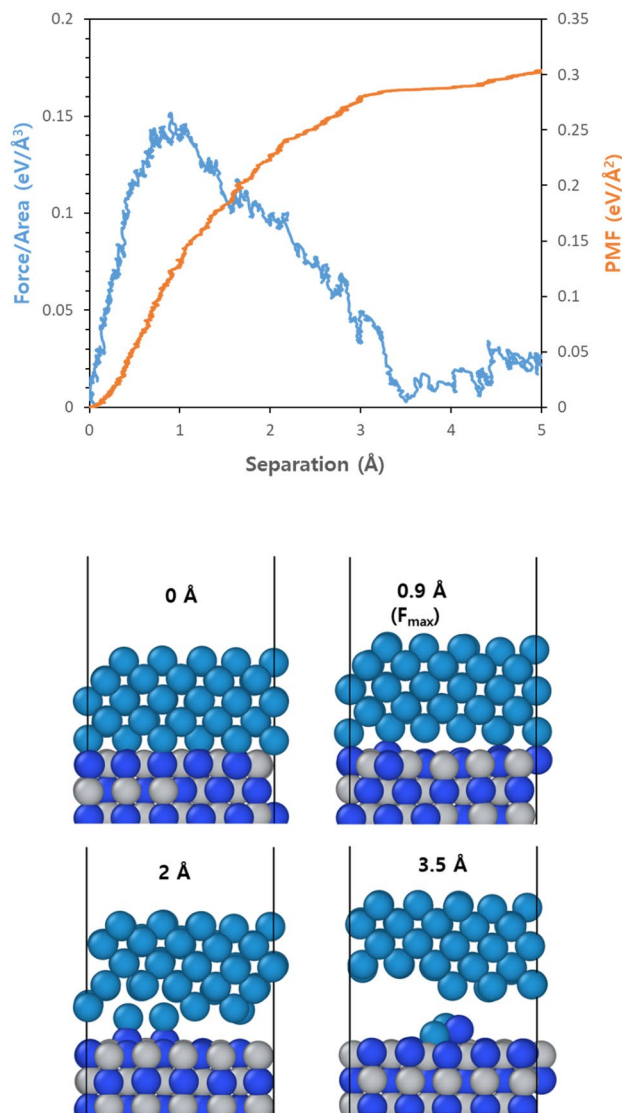 0.2
0.15
0.1
0.05
0
0.35
0.3
0.25
0.2
0.15
0.1
0.05
0
0 1 2 3 4 5
Force/Area (eV/Å³)
PMF (eV/Å²)
Separation (Å)
0 Å
0.9 Å
(Fₘₐₓ)
2 Å
3.5 Å